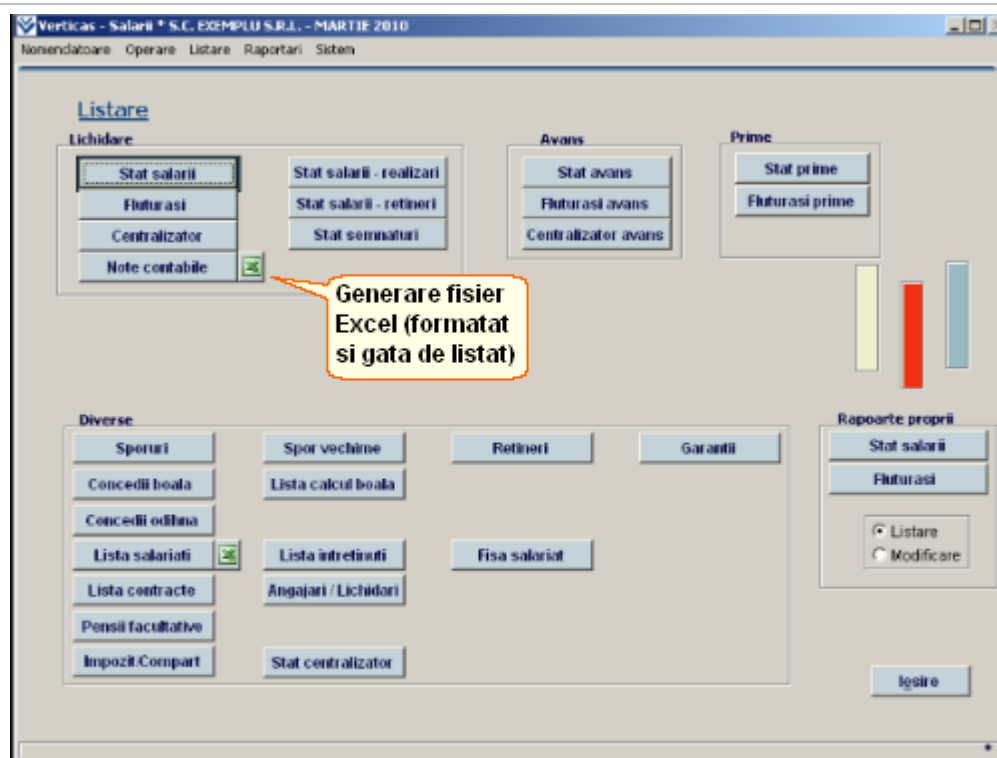 Verticas - Salarii * S.C. EXEMPLU S.R.L. - MARTIE 2010
Nomenclatoare Operare Listare Raportari Sistem
Listare
Lichidare
Stat salarii
Fluturasi
Centralizator
Note contabile
Stat salarii - realizari
Stat salarii - retineri
Stat semnaturi
Avans
Stat avans
Fluturasi avans
Centralizator avans
Prime
Stat prime
Fluturasi prime
Generare fisier
Excel (formatat
si gata de listat)
Diverse
Sporuri
Spor vechime
Retineri
Garantii
Concedii boala
Lista calcul boala
Concedii odihna
Lista salariati
Lista intretinuti
Fisa salariat
Lista contracte
Angajari / Lichidari
Pensii facultative
Impozit/Compart
Stat centralizator
Rapoarte proprii
Stat salarii
Fluturasi
Listare
Modificare
Iesire